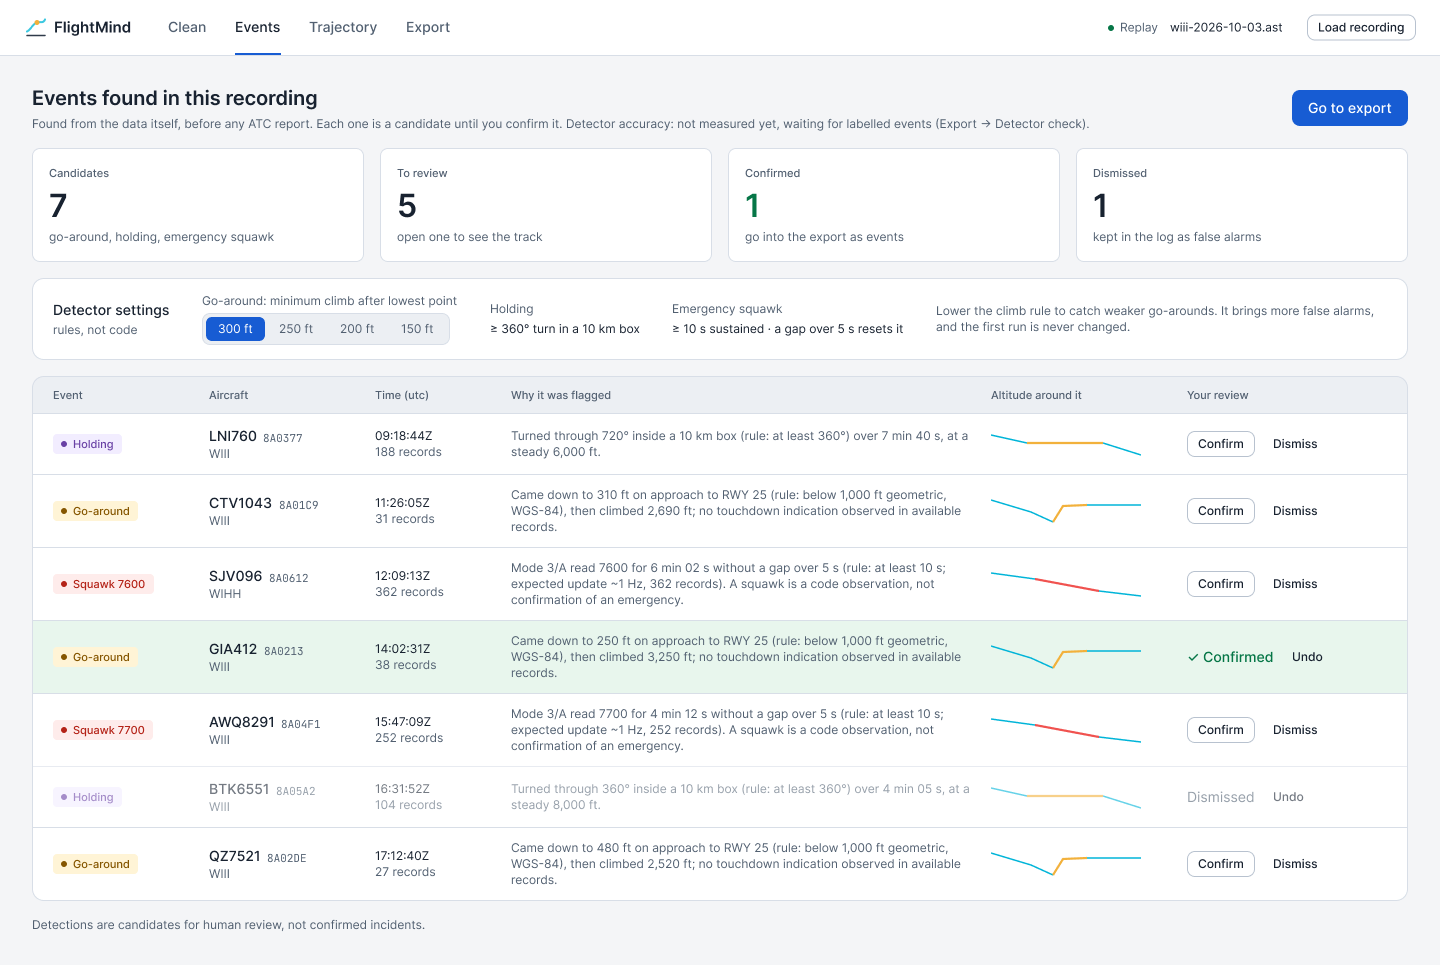 FlightMind
Clean
Events
Trajectory
Export
Replay
wiii-2026-10-03.ast
Load recording
Events found in this recording
Found from the data itself, before any ATC report. Each one is a candidate until you confirm it. Detector accuracy: not measured yet, waiting for labelled events (Export → Detector check).
Go to export
Candidates
7
go-around, holding, emergency squawk
To review
5
open one to see the track
Confirmed
1
go into the export as events
Dismissed
1
kept in the log as false alarms
Detector settings
rules, not code
Go-around: minimum climb after lowest point
300 ft
250 ft
200 ft
150 ft
Holding
≥ 360° turn in a 10 km box
Emergency squawk
≥ 10 s sustained · a gap over 5 s resets it
Lower the climb rule to catch weaker go-arounds. It brings more false alarms,
and the first run is never changed.
Event
Aircraft
Time (utc)
Why it was flagged
Altitude around it
Your review
Holding
LNI760 8A0377
WIII
09:18:44Z
188 records
Turned through 720° inside a 10 km box (rule: at least 360°) over 7 min 40 s, at a
steady 6,000 ft.
Confirm
Dismiss
Go-around
CTV1043 8A01C9
WIII
11:26:05Z
31 records
Came down to 310 ft on approach to RWY 25 (rule: below 1,000 ft geometric,
WGS-84), then climbed 2,690 ft; no touchdown indication observed in available
records.
Confirm
Dismiss
Squawk 7600
SJV096 8A0612
WIHH
12:09:13Z
362 records
Mode 3/A read 7600 for 6 min 02 s without a gap over 5 s (rule: at least 10 s;
expected update ~1 Hz, 362 records). A squawk is a code observation, not
confirmation of an emergency.
Confirm
Dismiss
Go-around
GIA412 8A0213
WIII
14:02:31Z
38 records
Came down to 250 ft on approach to RWY 25 (rule: below 1,000 ft geometric,
WGS-84), then climbed 3,250 ft; no touchdown indication observed in available
records.
✓ Confirmed
Undo
Squawk 7700
AWQ8291 8A04F1
WIII
15:47:09Z
252 records
Mode 3/A read 7700 for 4 min 12 s without a gap over 5 s (rule: at least 10 s;
expected update ~1 Hz, 252 records). A squawk is a code observation, not
confirmation of an emergency.
Confirm
Dismiss
Holding
BTK6551 8A05A2
WIII
16:31:52Z
104 records
Turned through 360° inside a 10 km box (rule: at least 360°) over 4 min 05 s, at a
steady 8,000 ft.
Dismissed
Undo
Go-around
QZ7521 8A02DE
WIII
17:12:40Z
27 records
Came down to 480 ft on approach to RWY 25 (rule: below 1,000 ft geometric,
WGS-84), then climbed 2,520 ft; no touchdown indication observed in available
records.
Confirm
Dismiss
Detections are candidates for human review, not confirmed incidents.